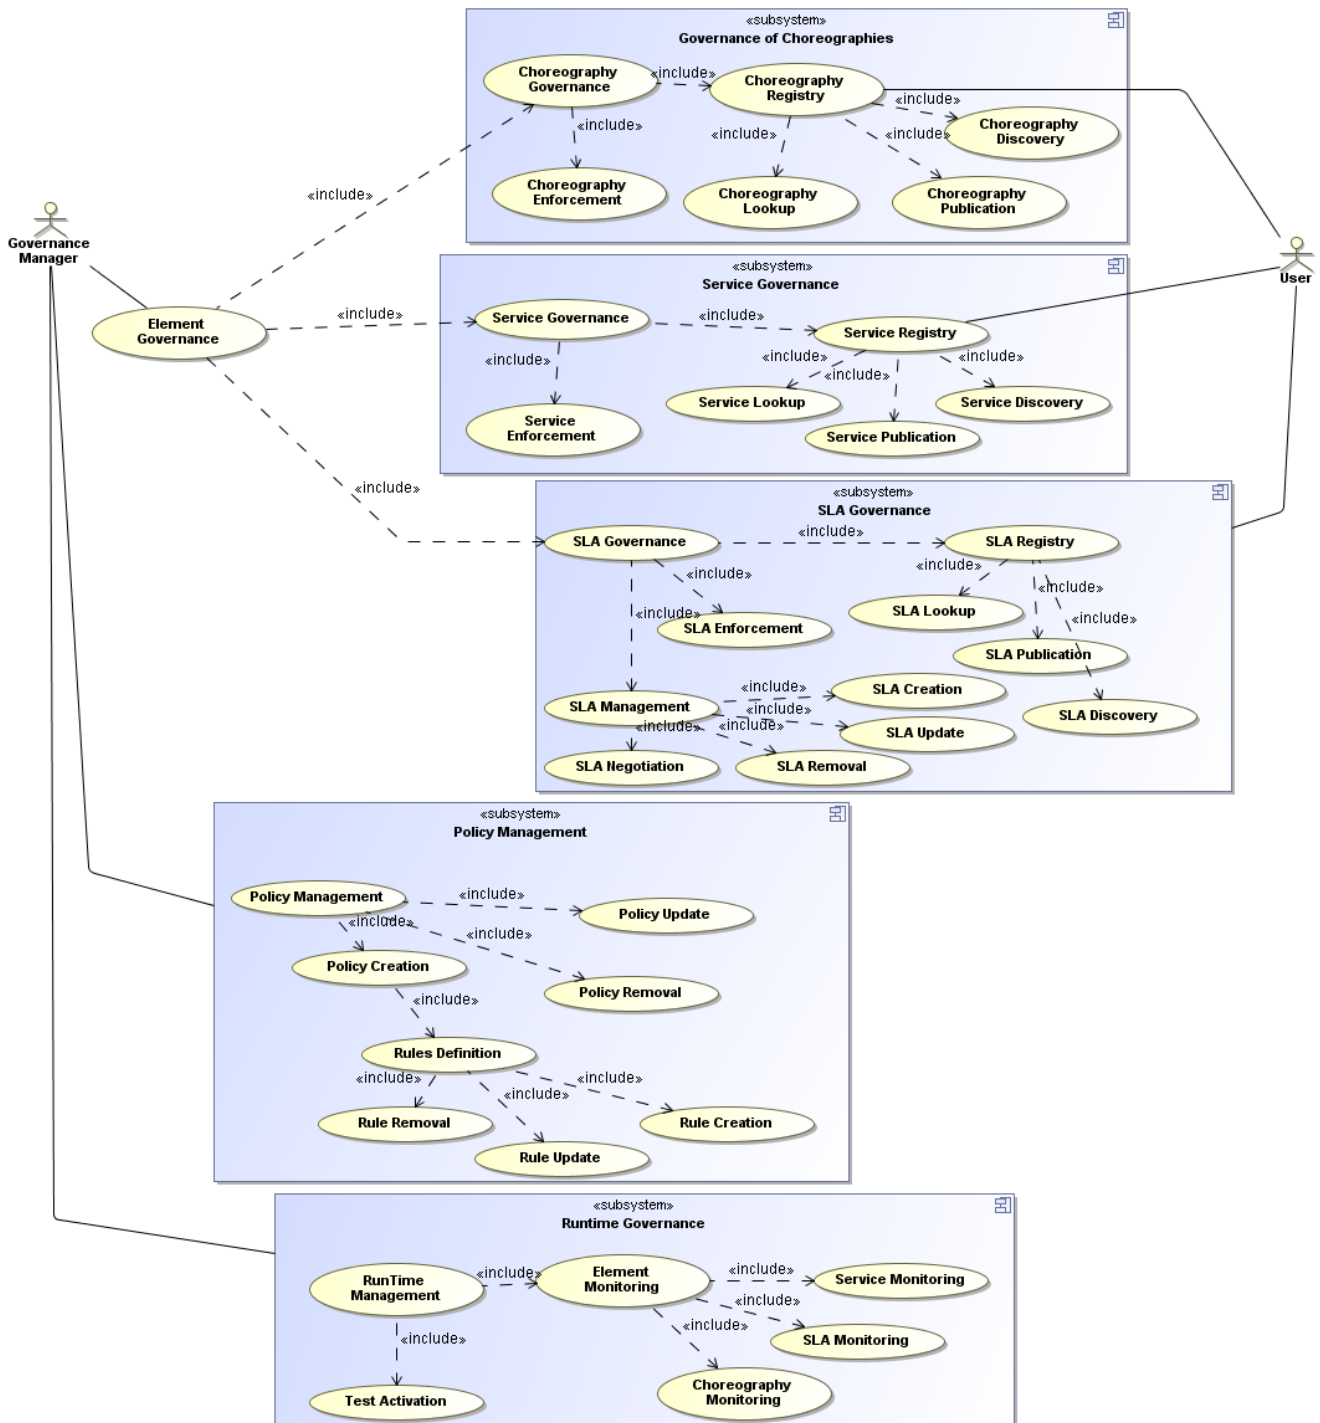 «subsystem»
Governance of Choreographies
Choreography
Governance
«include»
Choreography
Registry
«include»
Choreography
Discovery
«include»
«include»
«include»
Choreography
Enforcement
Choreography
Lookup
Choreography
Publication
«include»
Governance
Manager
User
Element
Governance
«include»
«subsystem»
Service Governance
Service Governance
«include»
Service Registry
«include»
«include»
«include»
«include»
Service Lookup
Service Discovery
Service
Enforcement
Service Publication
«include»
«subsystem»
SLA Governance
SLA Governance
«include»
SLA Registry
«include»
«include»
«include»
«include»
«include»
SLA Enforcement
SLA Lookup
SLA Publication
SLA Management
«include»
SLA Creation
«include»
«include»
«include»
SLA Update
SLA Discovery
SLA Negotiation
SLA Removal
«subsystem»
Policy Management
Policy Management
«include»
Policy Update
«include»
«include»
Policy Creation
Policy Removal
«include»
Rules Definition
«include»
«include»
«include»
Rule Removal
Rule Creation
Rule Update
«subsystem»
Runtime Governance
RunTime
Management
«include»
Element
Monitoring
«include»
Service Monitoring
«include»
«include»
«include»
SLA Monitoring
Test Activation
Choreography
Monitoring